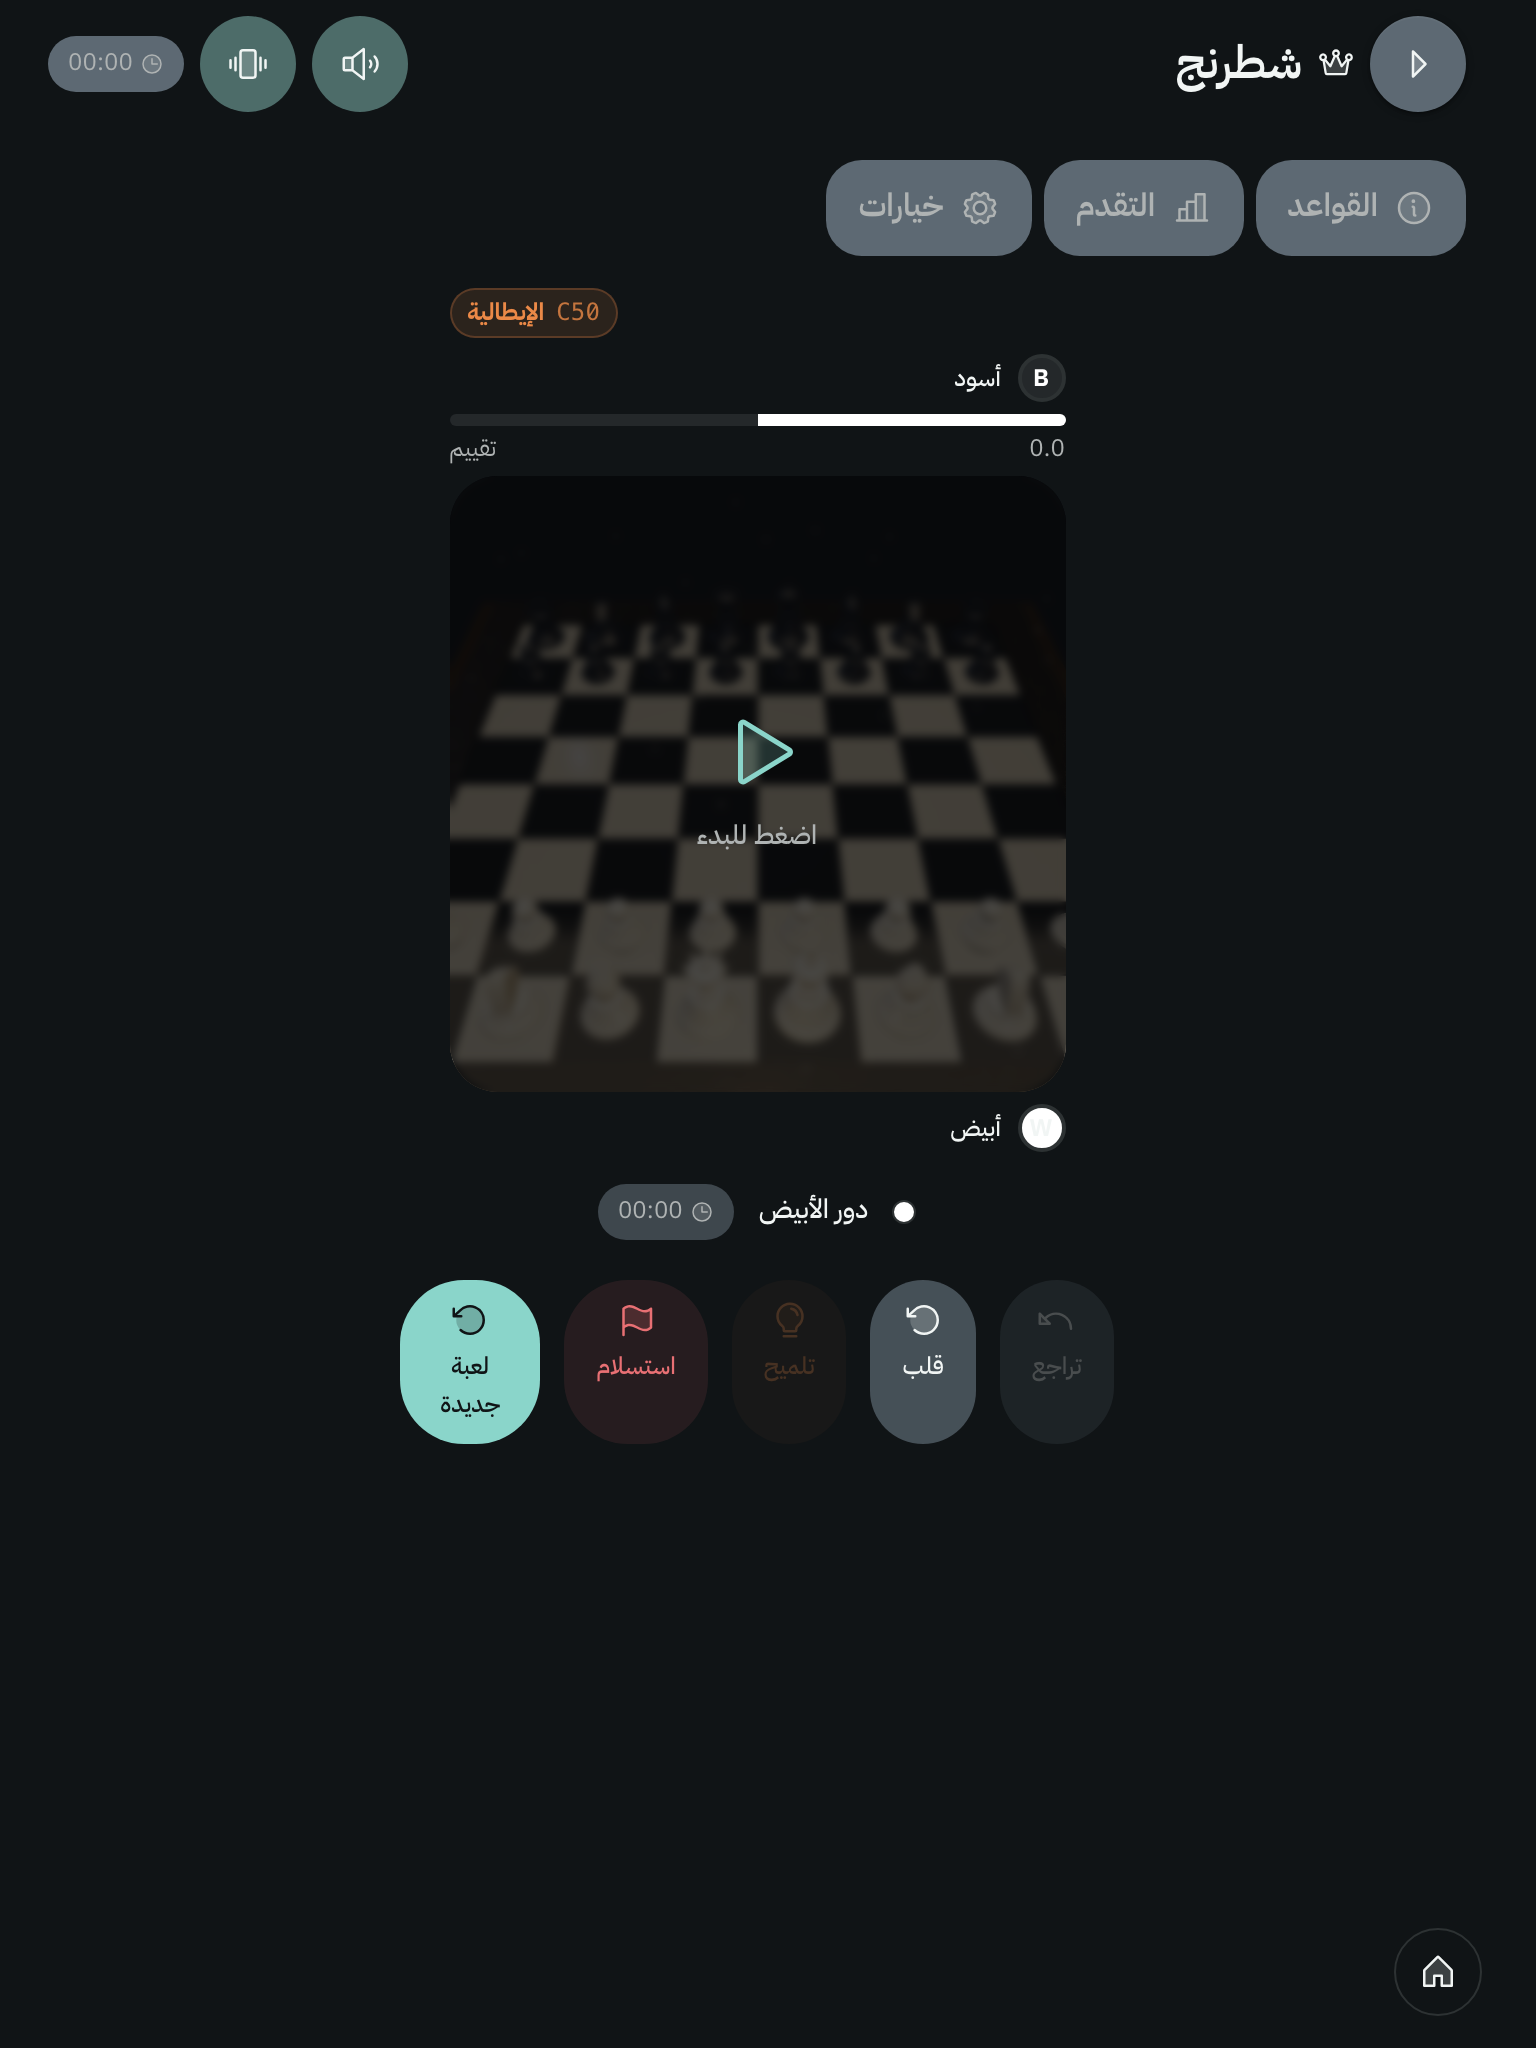 شطرنج
00:00
القواعد
التقدم
خيارات
C50 الإيطالية
B أسود
0.0 تقييم
اضغط للبدء
W أبيض
دور الأبيض 00:00
تراجع
قلب
تلميح
استسلام
لعبة
جديدة